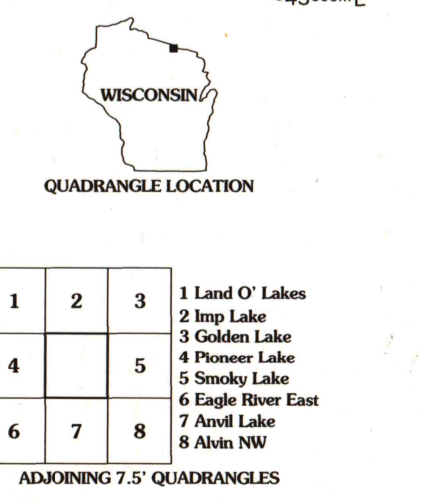 WISCONSIN
QUADRANGLE LOCATION
1 2 3
4 5
6 7 8
1 Land O' Lakes
2 Imp Lake
3 Golden Lake
4 Pioneer Lake
5 Smoky Lake
6 Eagle River East
7 Anvil Lake
8 Alvin NW
ADJOINING 7.5' QUADRANGLES